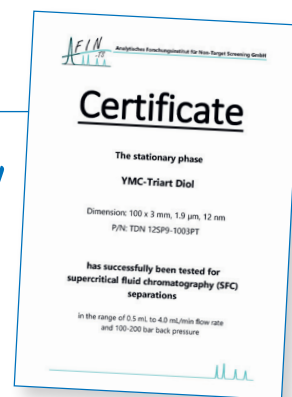 AFIN
.TS
Analytisches Forschungsinstitut für Non-Target Screening GmbH
Certificate
The stationary phase
YMC-Triart Diol
Dimension: 100 x 3 mm, 1.9 µm, 12 nm
P/N: TDN 12SP9-1003PT
has successfully been tested for
supercritical fluid chromatography (SFC)
separations
in the range of 0.5 mL to 4.0 mL/min flow rate
and 100-200 bar back pressure